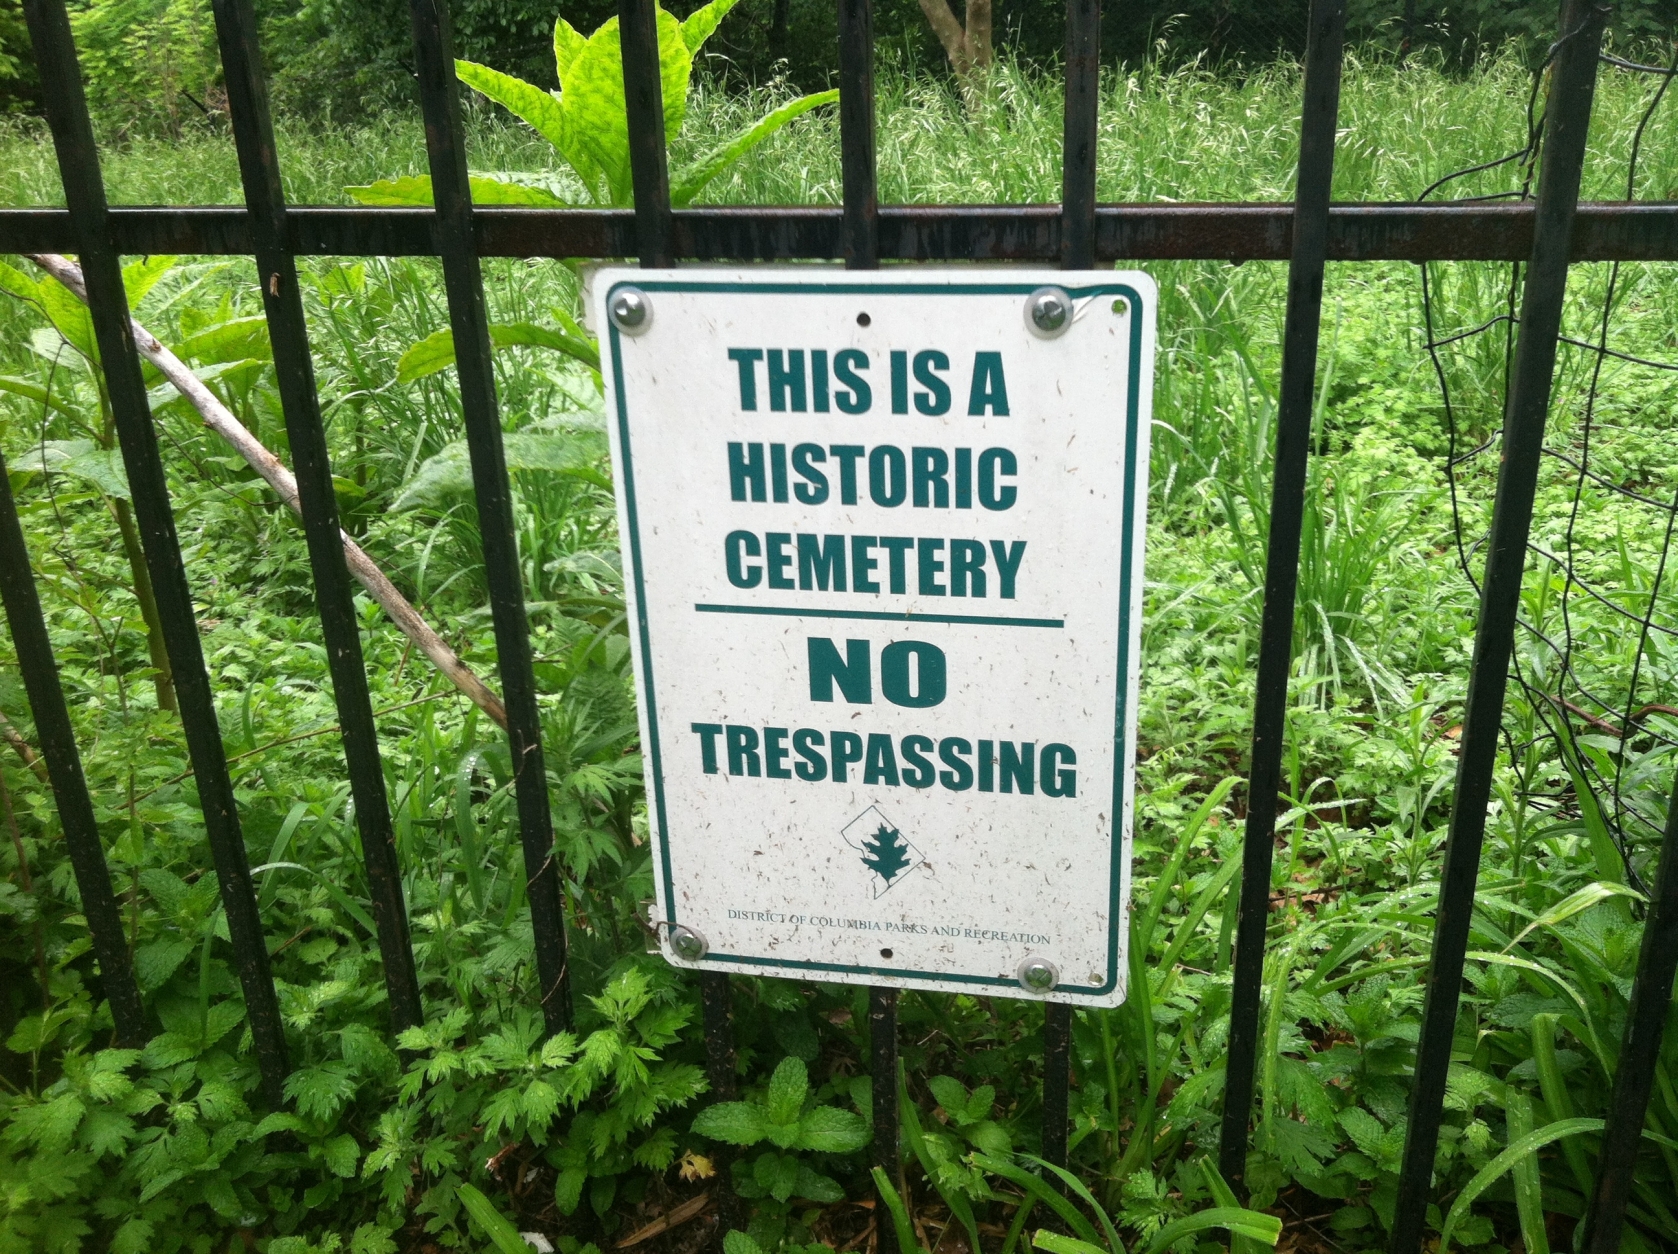 THIS IS A
HISTORIC
CEMETERY
NO
TRESPASSING
DISTRICT OF COLUMBIA PARKS AND RECREATION